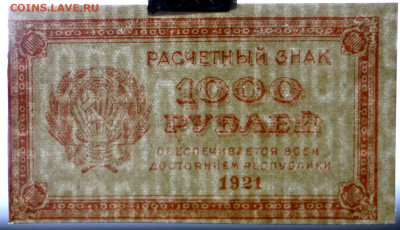 COINS.LAVE.RU
РАСЧЕТНЫЙ ЗНАК
1000
РУБЛЕЙ
ОБЕСПЕЧИВАЕТСЯ ВСЕМ
ДОСТОЯНИЕМ РЕСПУБЛИКИ
1921